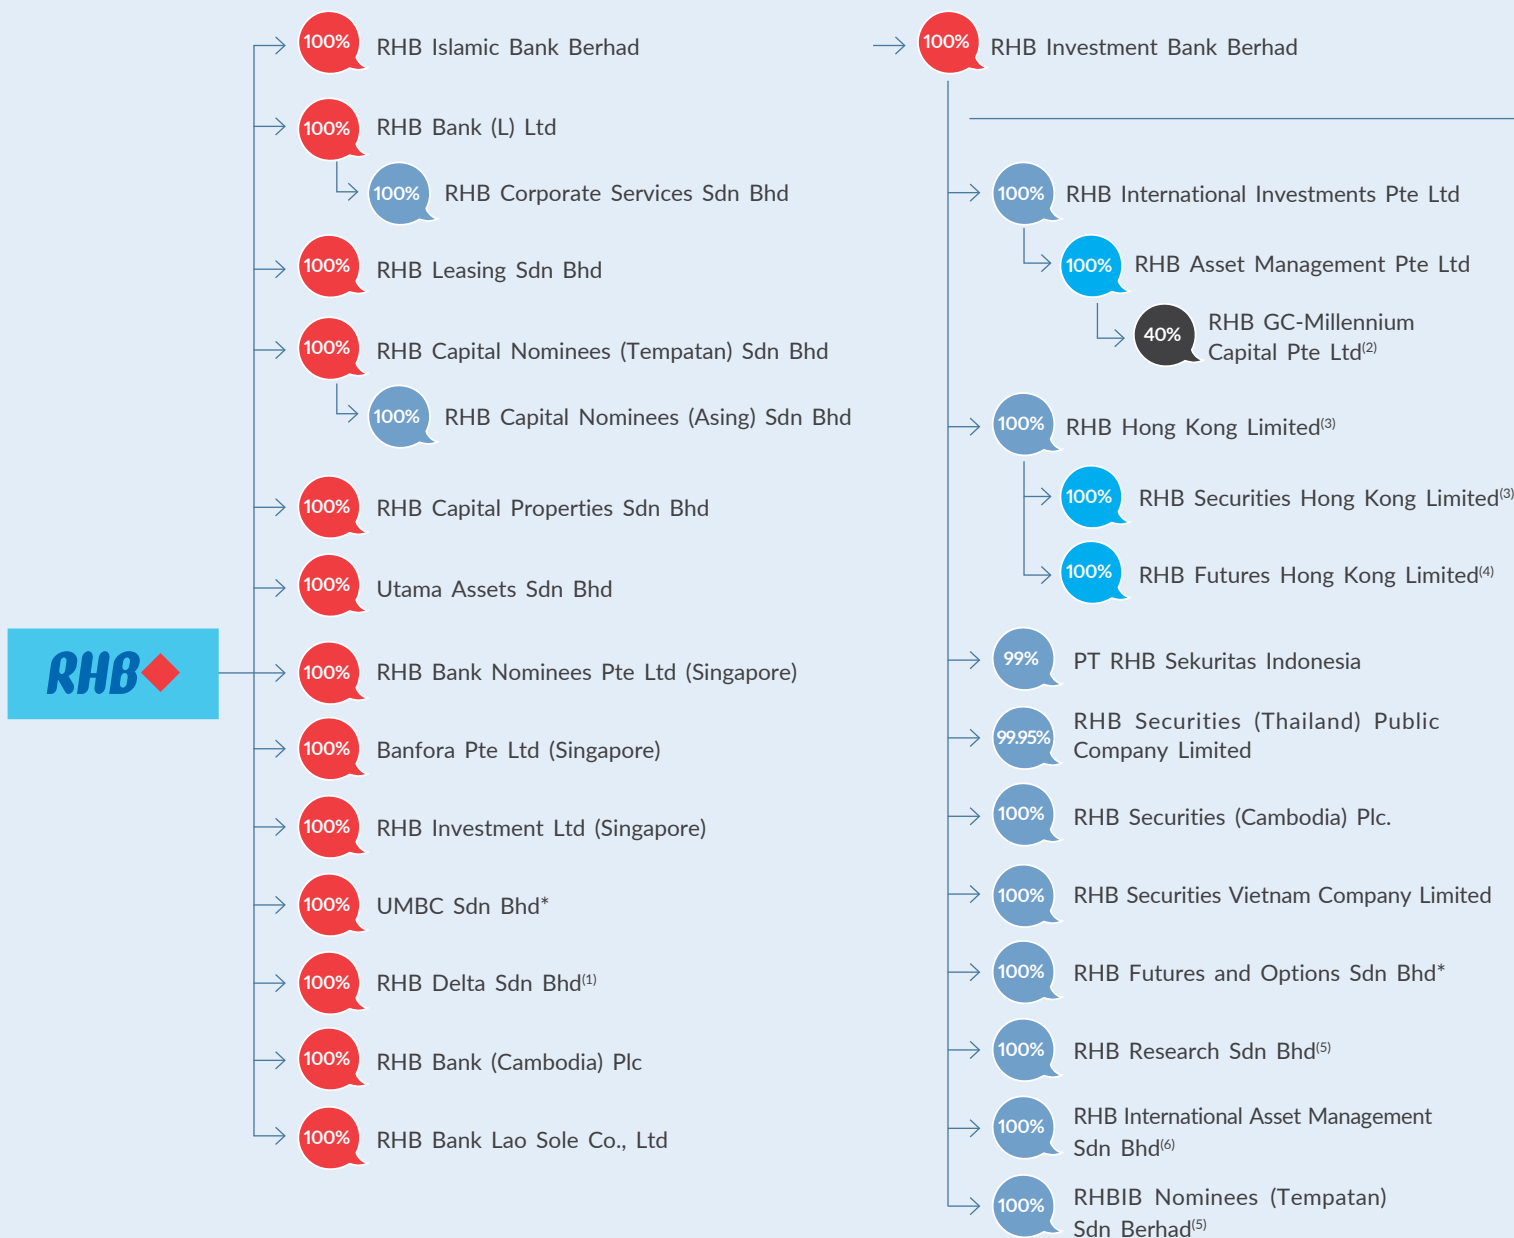 RHB
100% RHB Islamic Bank Berhad
100% RHB Bank (L) Ltd
100% RHB Corporate Services Sdn Bhd
100% RHB Leasing Sdn Bhd
100% RHB Capital Nominees (Tempatan) Sdn Bhd
100% RHB Capital Nominees (Asing) Sdn Bhd
100% RHB Capital Properties Sdn Bhd
100% Utama Assets Sdn Bhd
100% RHB Bank Nominees Pte Ltd (Singapore)
100% Banfora Pte Ltd (Singapore)
100% RHB Investment Ltd (Singapore)
100% UMBC Sdn Bhd*
100% RHB Delta Sdn Bhd(1)
100% RHB Bank (Cambodia) Plc
100% RHB Bank Lao Sole Co., Ltd
100% RHB Investment Bank Berhad
100% RHB International Investments Pte Ltd
100% RHB Asset Management Pte Ltd
40% RHB GC-Millennium
Capital Pte Ltd(2)
100% RHB Hong Kong Limited(3)
100% RHB Securities Hong Kong Limited(3)
100% RHB Futures Hong Kong Limited(4)
99% PT RHB Sekuritas Indonesia
99.95% RHB Securities (Thailand) Public
Company Limited
100% RHB Securities (Cambodia) Plc.
100% RHB Securities Vietnam Company Limited
100% RHB Futures and Options Sdn Bhd*
100% RHB Research Sdn Bhd(5)
100% RHB International Asset Management
Sdn Bhd(6)
100% RHBIB Nominees (Tempatan)
Sdn Berhad(5)